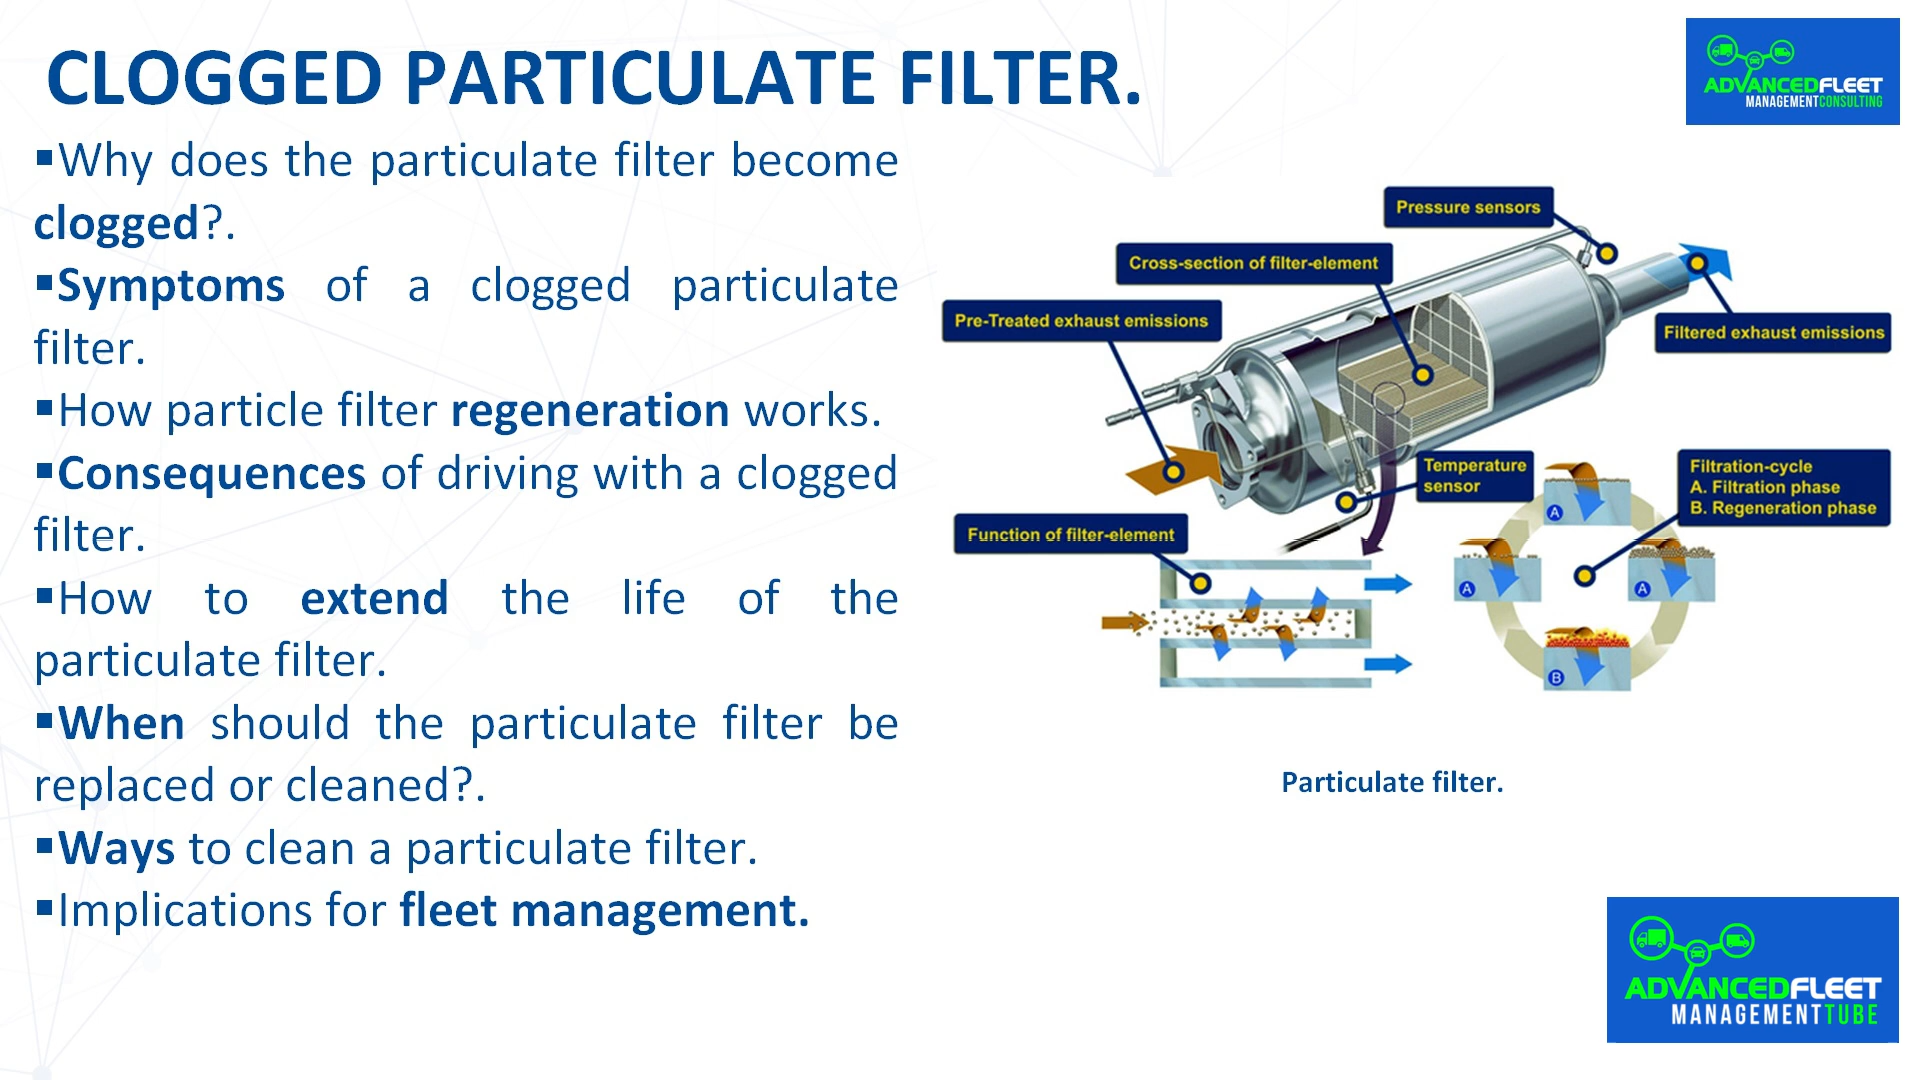 CLOGGED PARTICULATE FILTER.
ADVANCEDFLEET
MANAGEMENTCONSULTING
▪Why does the particulate filter become
clogged?.
▪Symptoms of a clogged particulate
filter.
▪How particle filter regeneration works.
▪Consequences of driving with a clogged
filter.
▪How to extend the life of the
particulate filter.
▪When should the particulate filter be
replaced or cleaned?.
▪Ways to clean a particulate filter.
▪Implications for fleet management.
Pressure sensors
Cross-section of filter-element
Pre-Treated exhaust emissions
Filtered exhaust emissions
Temperature
sensor
Filtration-cycle
A. Filtration phase
B. Regeneration phase
Function of filter-element
A
A
A
B
Particulate filter.
ADVANCEDFLEET
MANAGEMENTTUBE